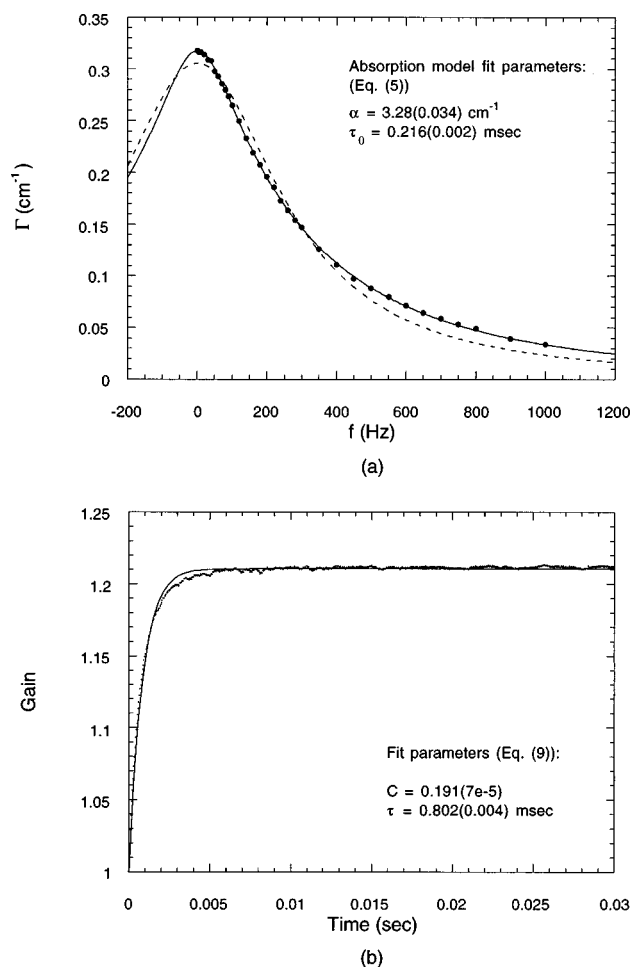 0.35
0.3
0.25
0.2
0.15
0.1
0.05
0
Γ (cm⁻¹)
Absorption model fit parameters:
(Eq. (5))
α = 3.28(0.034) cm⁻¹
τ₀ = 0.216(0.002) msec
-200 0 200 400 600 800 1000 1200
f (Hz)
(a)
1.25
1.2
1.15
1.1
1.05
1
Gain
Fit parameters (Eq. (9)):
C = 0.191(7e-5)
τ = 0.802(0.004) msec
0 0.005 0.01 0.015 0.02 0.025 0.03
Time (sec)
(b)